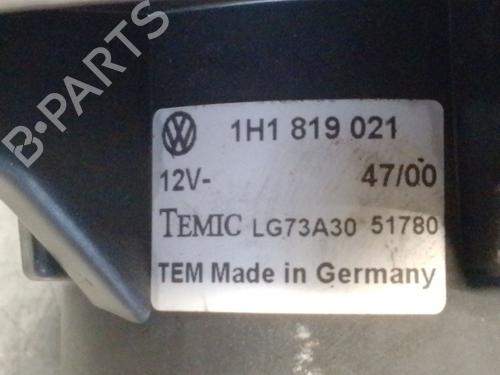 B-PARTS
1H1 819 021
12V-
47/00
TEMIC LG73A30 51780
TEM Made in Germany